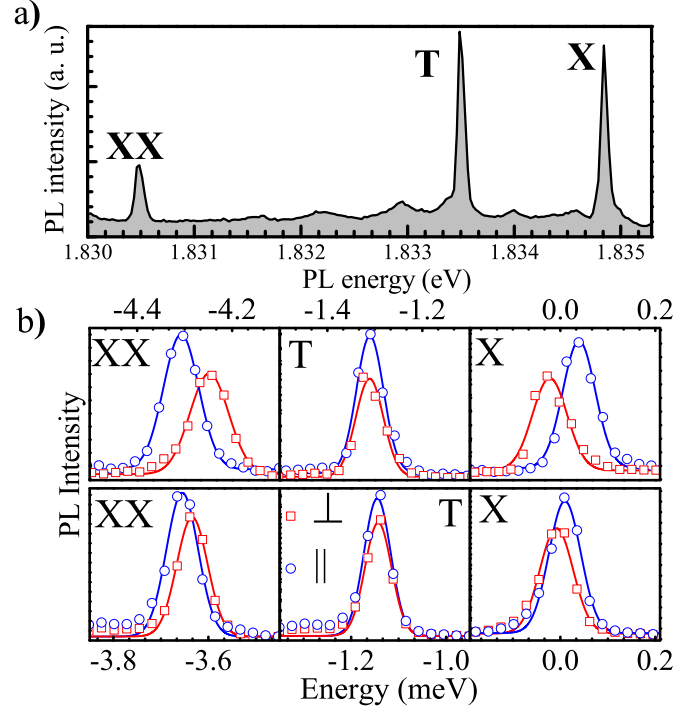 a)
PL intensity (a. u.)
XX
T
X
1.830 1.831 1.832 1.833 1.834 1.835
PL energy (eV)
b)
-4.4 -4.2 -1.4 -1.2 0.0 0.2
PL Intensity
XX T X
XX ⊥ T X
||
-3.8 -3.6 -1.2 -1.0 0.0 0.2
Energy (meV)